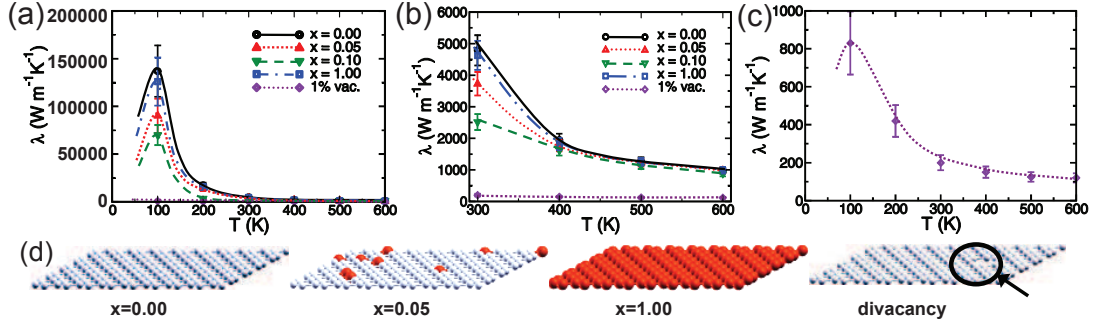 (a)
λ (W m⁻¹K⁻¹)
150000
125000
100000
75000
50000
25000
0
0 100 200 300 400 500 600
T (K)
x = 0.00
x = 0.05
x = 0.10
x = 1.00
1% vac.
(b)
λ (W m⁻¹K⁻¹)
6000
5000
4000
3000
2000
1000
0
300 400 500 600
T (K)
x = 0.00
x = 0.05
x = 0.10
x = 1.00
1% vac.
(c)
λ (W m⁻¹K⁻¹)
1000
800
600
400
200
0
0 100 200 300 400 500 600
T (K)
(d)
x=0.00 x=0.05 x=1.00 divacancy